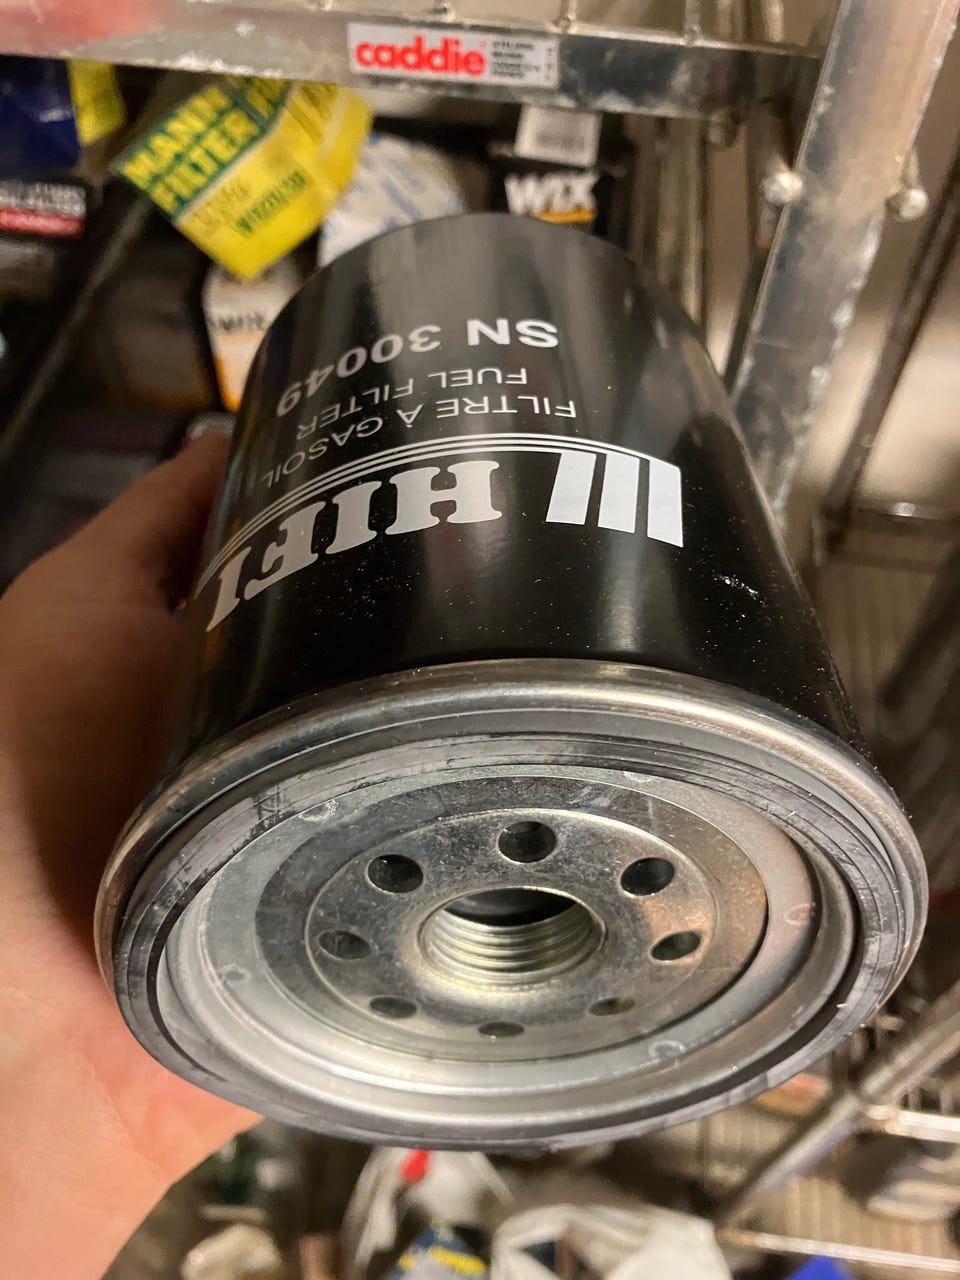 caddie
MANN
FILTER
WIX
HIFI
FILTRE À GASOIL
FUEL FILTER
SN 30049